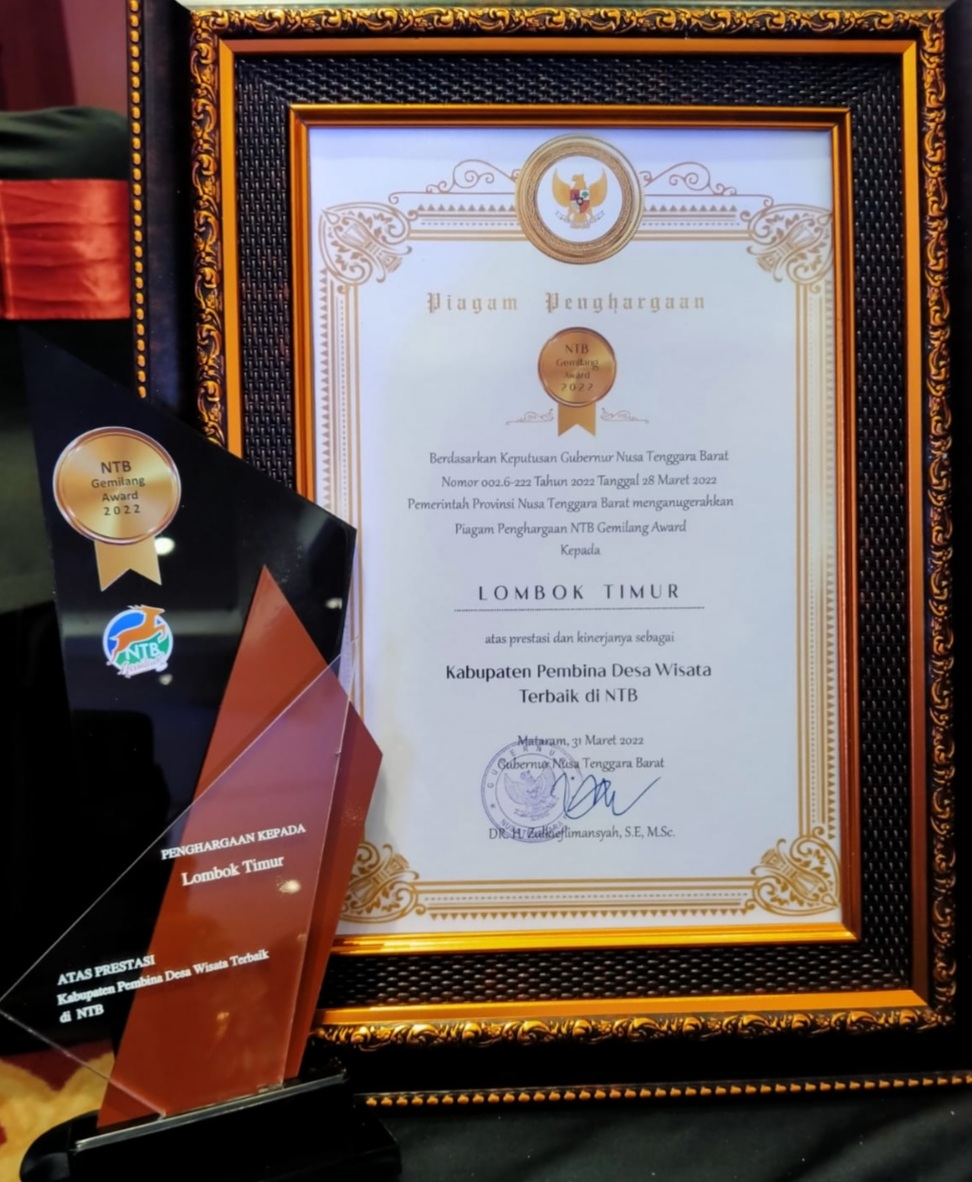 Piagam Penghargaan
NTB
Gemilang
Award
2022
Berdasarkan Keputusan Gubernur Nusa Tenggara Barat
Nomor 002.6-222 Tahun 2022 Tanggal 28 Maret 2022
Pemerintah Provinsi Nusa Tenggara Barat menganugerahkan
Piagam Penghargaan NTB Gemilang Award
Kepada
LOMBOK TIMUR
atas prestasi dan kinerjanya sebagai
Kabupaten Pembina Desa Wisata
Terbaik di NTB
Mataram, 31 Maret 2022
Gubernur Nusa Tenggara Barat
GUBERNUR
DR. H. Zulkieflimansyah, S.E, M.Sc.
NTB
Gemilang
Award
2022
NTB
PENGHARGAAN KEPADA
Lombok Timur
ATAS PRESTASI
Kabupaten Pembina Desa Wisata Terbaik
di NTB